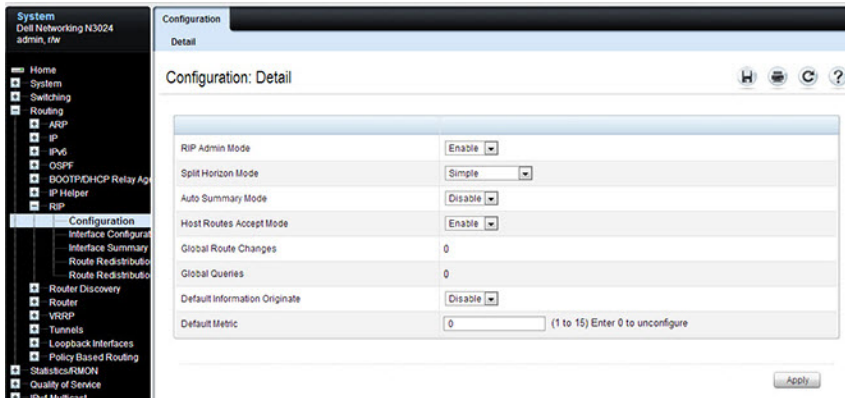 System
Dell Networking N3024
admin, r/w
Home
System
Switching
Routing
ARP
IP
IPv6
OSPF
BOOTP/DHCP Relay Age
IP Helper
RIP
Configuration
Interface Configurat
Interface Summary
Route Redistributio
Route Redistributio
Router Discovery
Router
VRRP
Tunnels
Loopback Interfaces
Policy Based Routing
Statistics/RMON
Quality of Service
IPv4 Multicast
Configuration
Detail
Configuration: Detail
RIP Admin Mode Enable
Split Horizon Mode Simple
Auto Summary Mode Disable
Host Routes Accept Mode Enable
Global Route Changes 0
Global Queries 0
Default Information Originate Disable
Default Metric 0 (1 to 15) Enter 0 to unconfigure
Apply